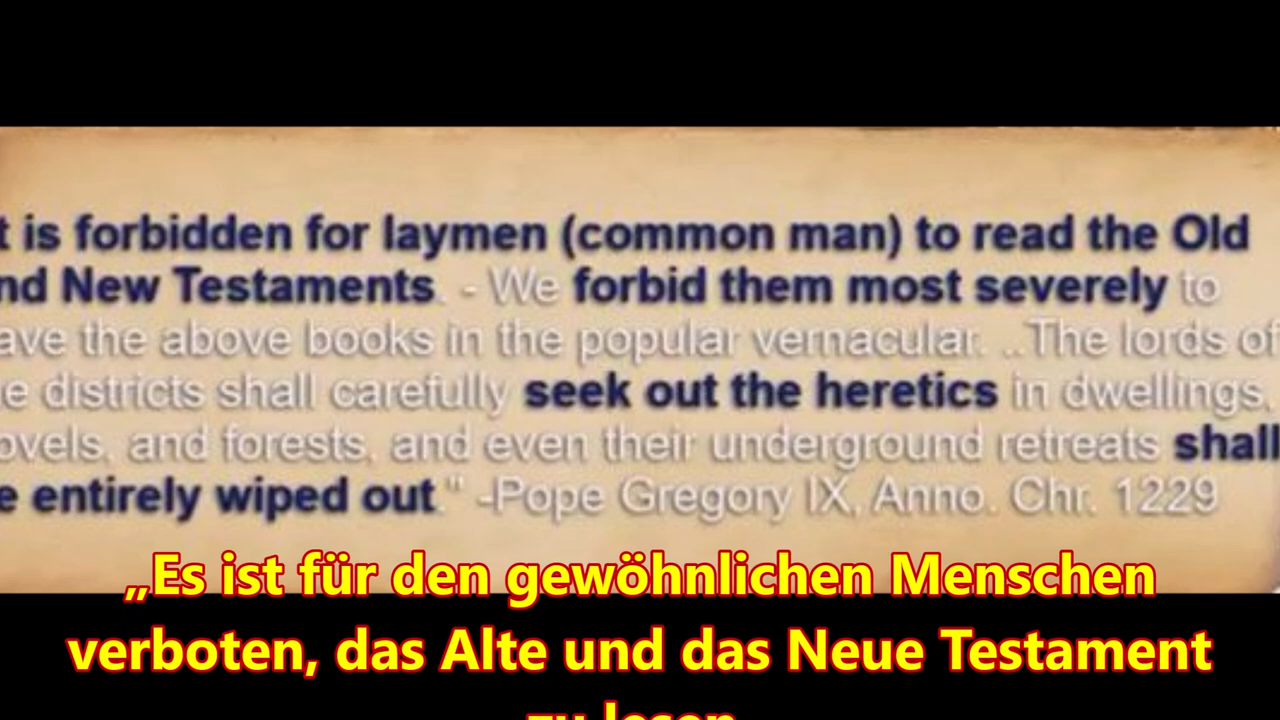 t is forbidden for laymen (common man) to read the Old
nd New Testaments. - We forbid them most severely to
ave the above books in the popular vernacular. ..The lords of
e districts shall carefully seek out the heretics in dwellings,
ovels, and forests, and even their underground retreats shall
e entirely wiped out." -Pope Gregory IX, Anno. Chr. 1229
„Es ist für den gewöhnlichen Menschen
verboten, das Alte und das Neue Testament
zu lesen